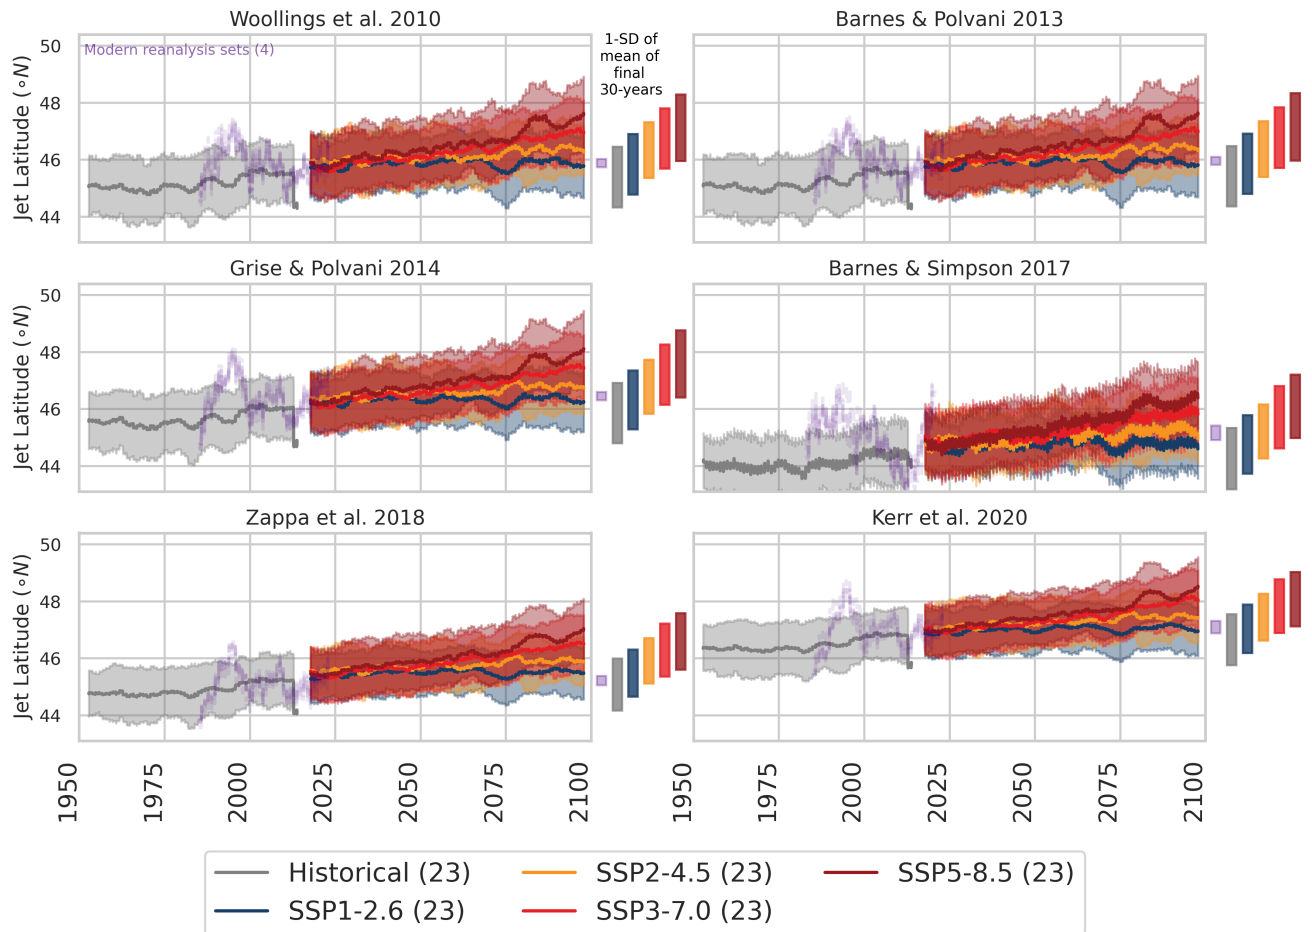 Woollings et al. 2010
Barnes & Polvani 2013
50
48
46
44
Jet Latitude (∘N)
Modern reanalysis sets (4)
1-SD of
mean of
final
30-years
Grise & Polvani 2014
Barnes & Simpson 2017
50
48
46
44
Jet Latitude (∘N)
Zappa et al. 2018
Kerr et al. 2020
50
48
46
44
Jet Latitude (∘N)
1950 1975 2000 2025 2050 2075 2100
1950 1975 2000 2025 2050 2075 2100
Historical (23) SSP2-4.5 (23) SSP5-8.5 (23)
SSP1-2.6 (23) SSP3-7.0 (23)